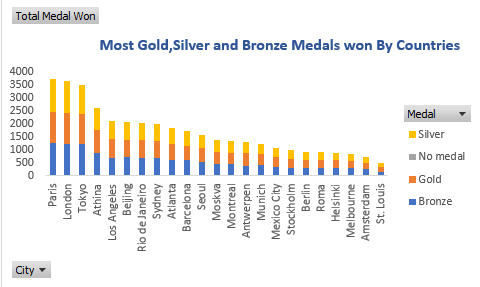 Total Medal Won
Most Gold,Silver and Bronze Medals won By Countries
4000
3500
3000
2500
2000
1500
1000
500
0
Paris
London
Tokyo
Athina
Los Angeles
Beijing
Rio de Janeiro
Sydney
Atlanta
Barcelona
Seoul
Moskva
Montreal
Antwerpen
Munich
Mexico City
Stockholm
Berlin
Roma
Helsinki
Melbourne
Amsterdam
St. Louis
Medal
Silver
No medal
Gold
Bronze
City